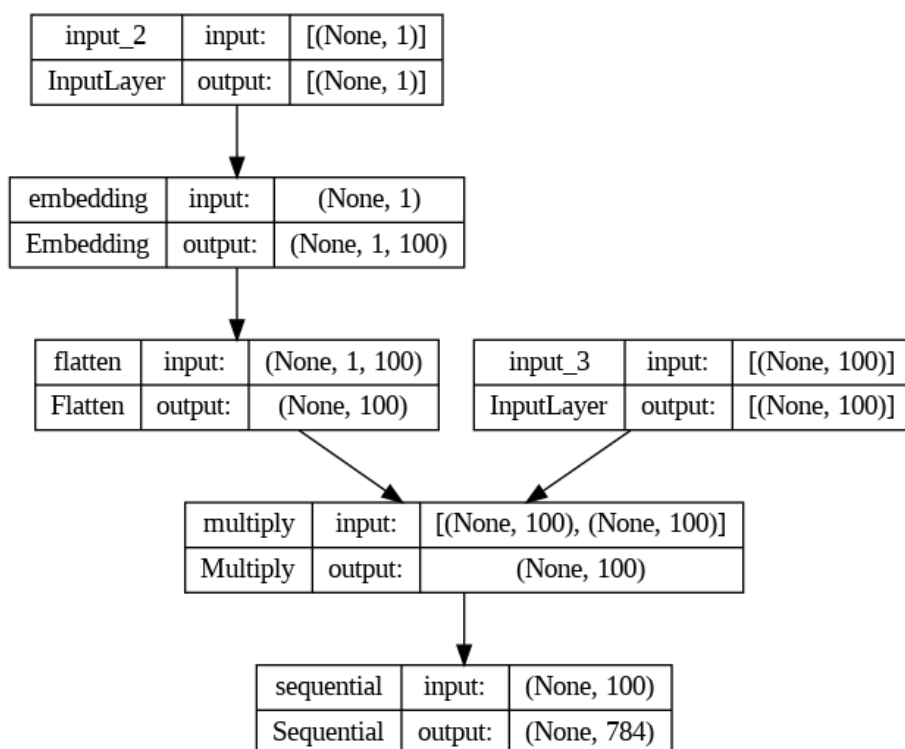 input_2 input: [(None, 1)]
InputLayer output: [(None, 1)]
embedding input: (None, 1)
Embedding output: (None, 1, 100)
flatten input: (None, 1, 100)
Flatten output: (None, 100)
input_3 input: [(None, 100)]
InputLayer output: [(None, 100)]
multiply input: [(None, 100), (None, 100)]
Multiply output: (None, 100)
sequential input: (None, 100)
Sequential output: (None, 784)